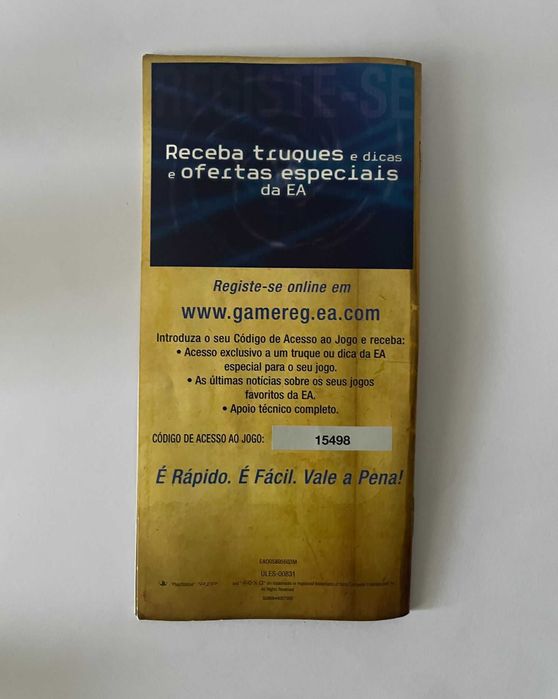 REGISTE-SE
Receba truques e dicas
e ofertas especiais
da EA
Registe-se online em
www.gamereg.ea.com
Introduza o seu Código de Acesso ao Jogo e receba:
• Acesso exclusivo a um truque ou dica da EA
especial para o seu jogo.
• As últimas notícias sobre os seus jogos
favoritos da EA.
• Apoio técnico completo.
CÓDIGO DE ACESSO AO JOGO: 15498
É Rápido. É Fácil. Vale a Pena!
ULES-00831
All Rights Reserved